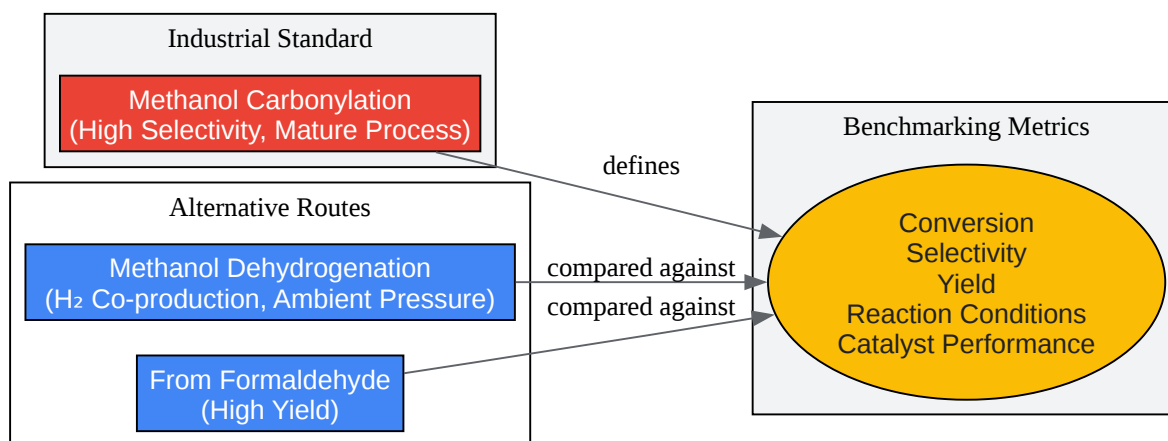 Industrial Standard
Methanol Carbonylation
(High Selectivity, Mature Process)
Alternative Routes
Methanol Dehydrogenation
(H₂ Co-production, Ambient Pressure)
From Formaldehyde
(High Yield)
defines
compared against
compared against
Benchmarking Metrics
Conversion
Selectivity
Yield
Reaction Conditions
Catalyst Performance